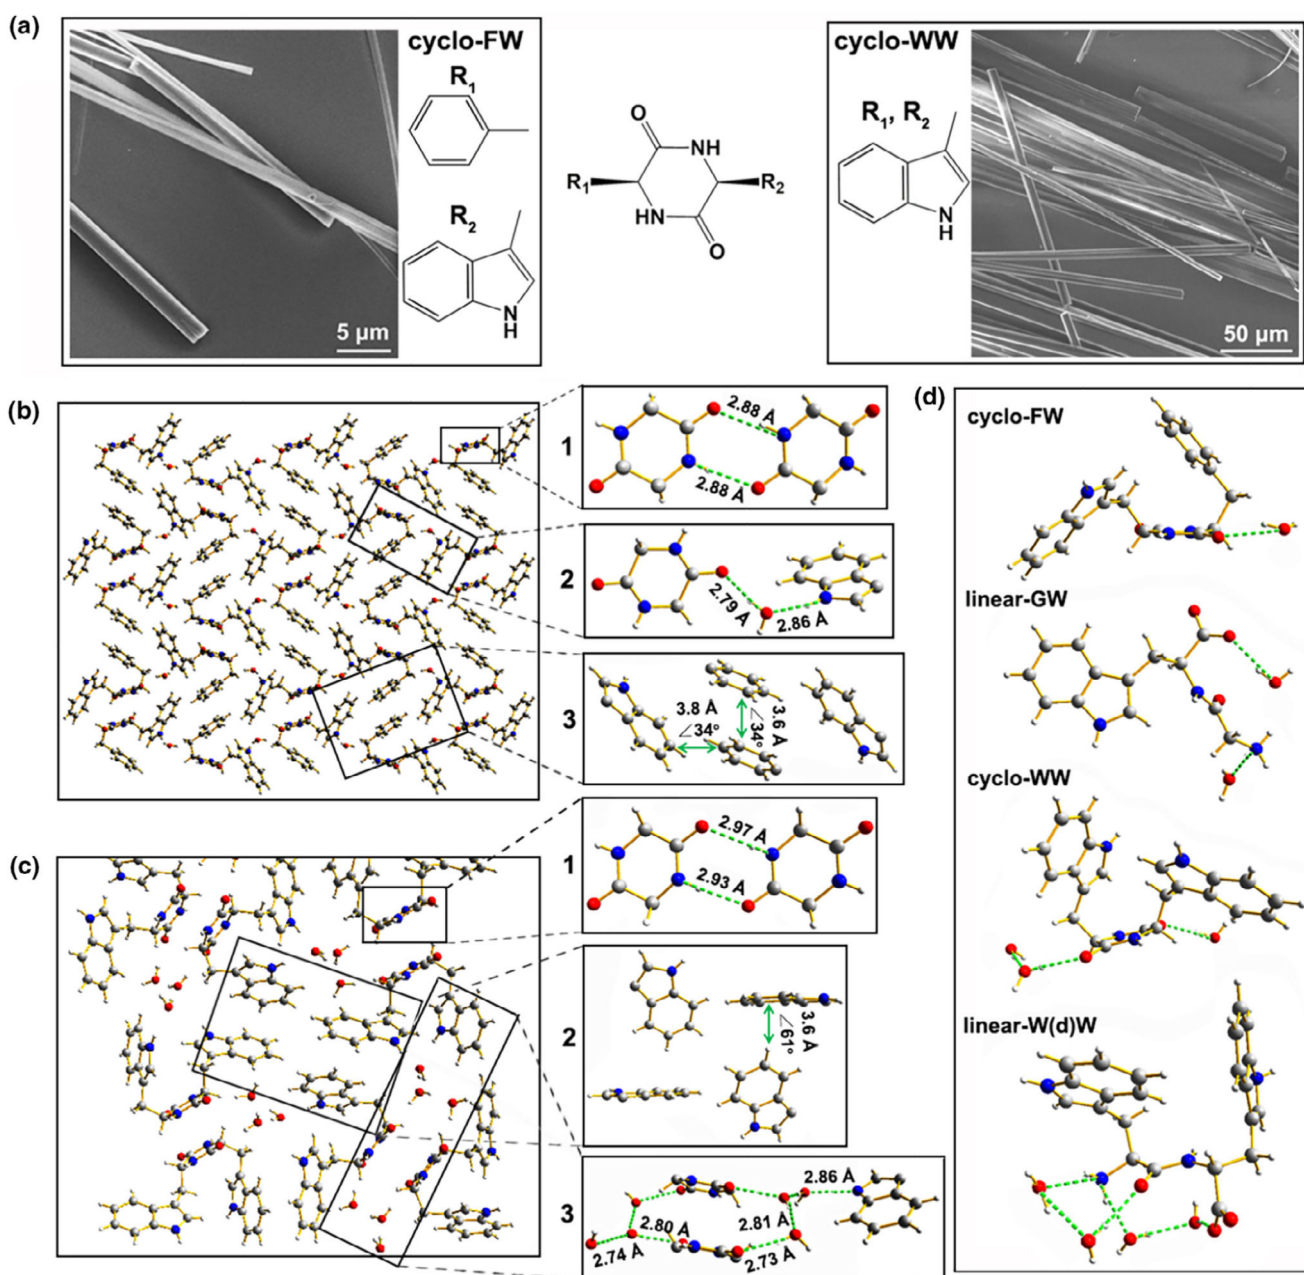 (a)
cyclo-FW
R1
R2
NH
5 µm
O
NH
R1
R2
HN
O
cyclo-WW
R1, R2
NH
50 µm
(b)
1
2.88 Å
2.88 Å
2
2.79 Å
2.86 Å
3
3.8 Å
∠34°
3.6 Å
∠34°
(c)
1
2.97 Å
2.93 Å
2
3.6 Å
∠61°
3
2.86 Å
2.80 Å
2.81 Å
2.74 Å
2.73 Å
(d)
cyclo-FW
linear-GW
cyclo-WW
linear-W(d)W